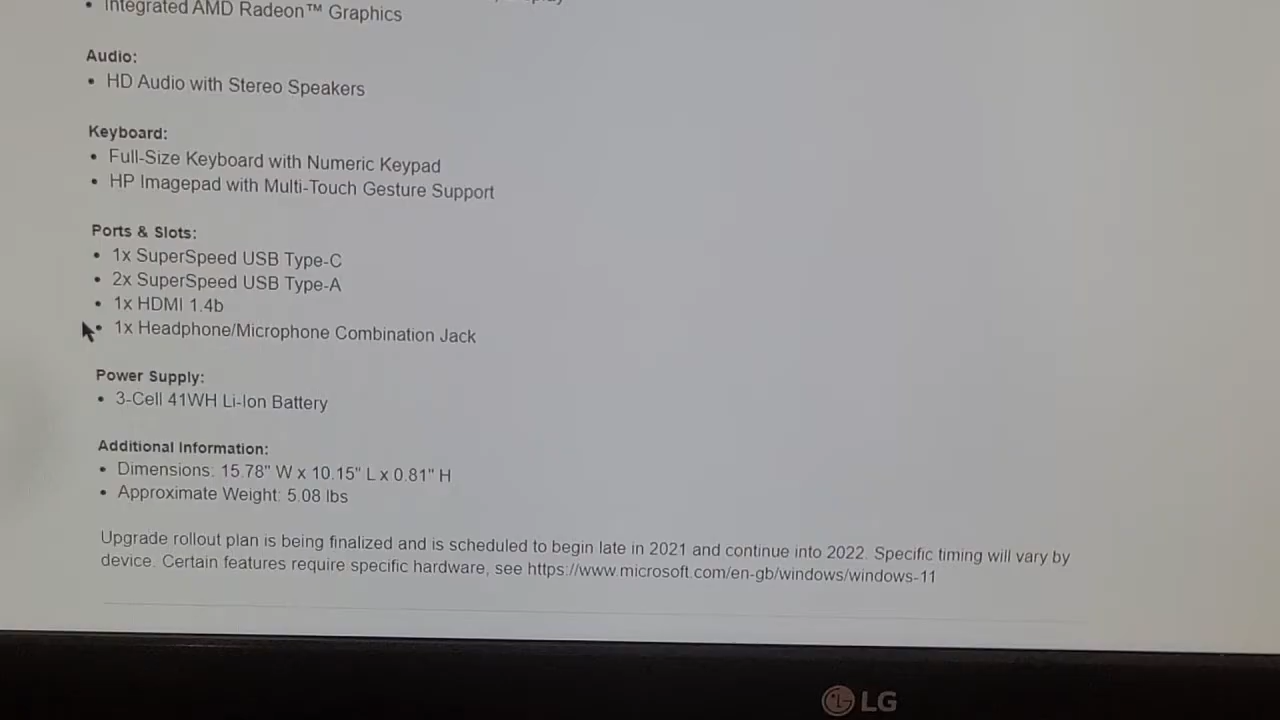 • Integrated AMD Radeon™ Graphics
Audio:
• HD Audio with Stereo Speakers
Keyboard:
• Full-Size Keyboard with Numeric Keypad
• HP Imagepad with Multi-Touch Gesture Support
Ports & Slots:
• 1x SuperSpeed USB Type-C
• 2x SuperSpeed USB Type-A
• 1x HDMI 1.4b
• 1x Headphone/Microphone Combination Jack
Power Supply:
• 3-Cell 41WH Li-Ion Battery
Additional Information:
• Dimensions: 15.78" W x 10.15" L x 0.81" H
• Approximate Weight: 5.08 lbs
Upgrade rollout plan is being finalized and is scheduled to begin late in 2021 and continue into 2022. Specific timing will vary by
device. Certain features require specific hardware, see https://www.microsoft.com/en-gb/windows/windows-11
LG